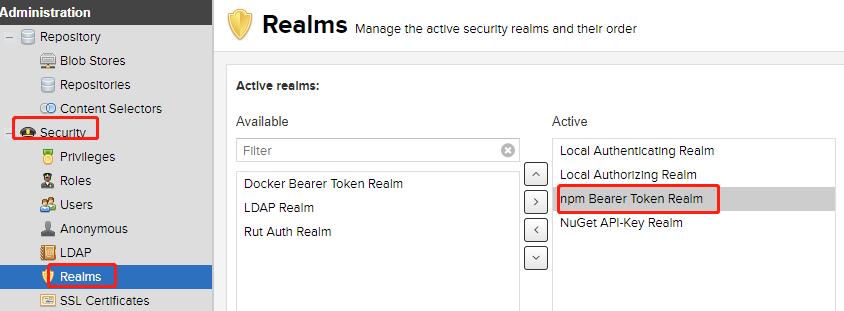 Administration
Repository
Blob Stores
Repositories
Content Selectors
Security
Privileges
Roles
Users
Anonymous
LDAP
Realms
SSL Certificates
Realms Manage the active security realms and their order
Active realms:
Available
Filter
Docker Bearer Token Realm
LDAP Realm
Rut Auth Realm
Active
Local Authenticating Realm
Local Authorizing Realm
npm Bearer Token Realm
NuGet API-Key Realm